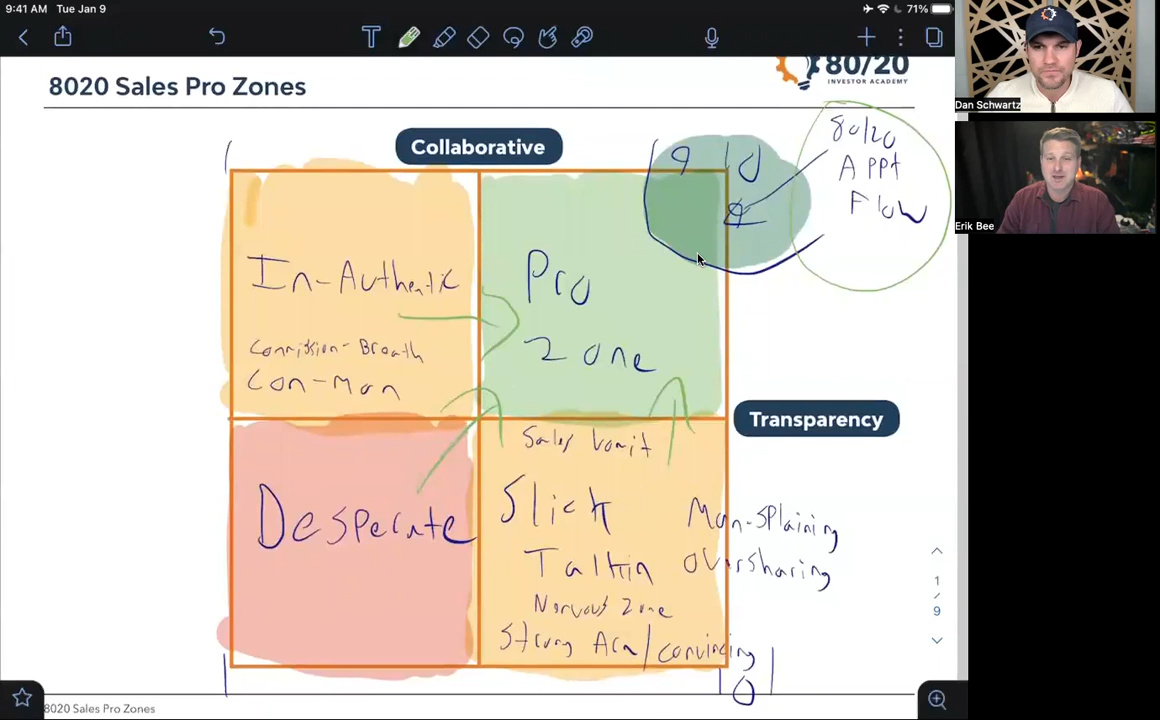 9:41 AM Tue Jan 9
71%
8020 Sales Pro Zones
80/20
INVESTOR ACADEMY
Dan Schwartz
Erik Bee
Collaborative
9 10
80/20
Appt
Flow
In-Authentic
Commission-Breath
Con-Man
Pro
Zone
Transparency
Desperate
Sales Vomit
Slick
Talkin
Nervous Zone
Strong Arm/convincing
Man-Splaining
Oversharing
1
/
9
10
8020 Sales Pro Zones